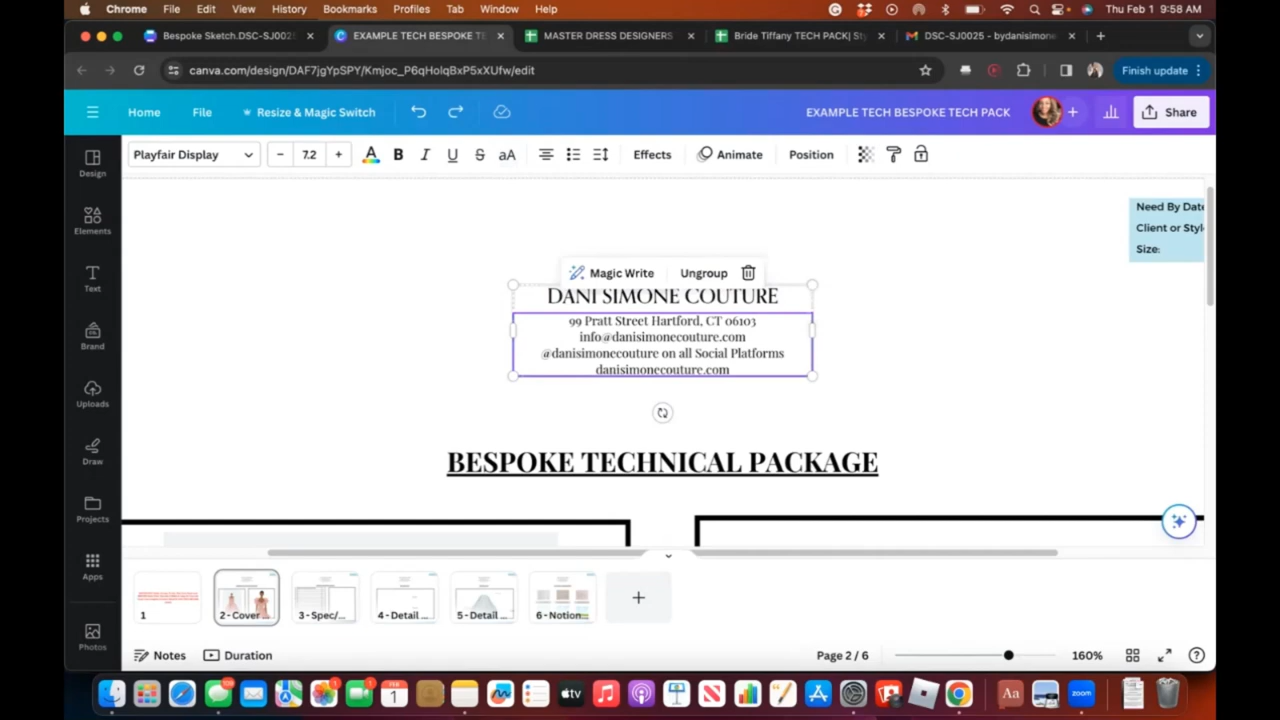 Chrome File Edit View History Bookmarks Profiles Tab Window Help Thu Feb 1 9:58 AM
Bespoke Sketch.DSC-SJ002 EXAMPLE TECH BESPOKE TE MASTER DRESS DESIGNERS Bride Tiffany TECH PACK| St DSC-SJ0025 - bydanisimone
canva.com/design/DAF7jgYpSPY/Kmjoc_P6qHolqBxP5xXUfw/edit Finish update
Home File Resize & Magic Switch EXAMPLE TECH BESPOKE TECH PACK Share
Playfair Display 7.2 A B I U S aA Effects Animate Position
Design
Elements
Text
Brand
Uploads
Draw
Projects
Apps
Photos
Need By Date
Client or Styl
Size:
Magic Write Ungroup
DANI SIMONE COUTURE
99 Pratt Street Hartford, CT 06103
info@danisimonecouture.com
@danisimonecouture on all Social Platforms
danisimonecouture.com
BESPOKE TECHNICAL PACKAGE
1 2-Cover 3-Spec/... 4-Detail ... 5-Detail ... 6-Notion...
Notes Duration Page 2 / 6 160%